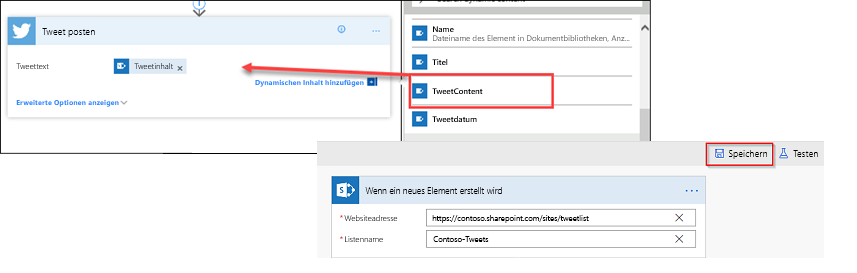 Tweet posten
Tweettext
Tweetinhalt
Dynamischen Inhalt hinzufügen
Erweiterte Optionen anzeigen
Name
Dateiname des Element in Dokumentbibliotheken, Anz...
Titel
TweetContent
Tweetdatum
Speichern
Testen
Wenn ein neues Element erstellt wird
*Websiteadresse
https://contoso.sharepoint.com/sites/tweetlist
*Listenname
Contoso-Tweets